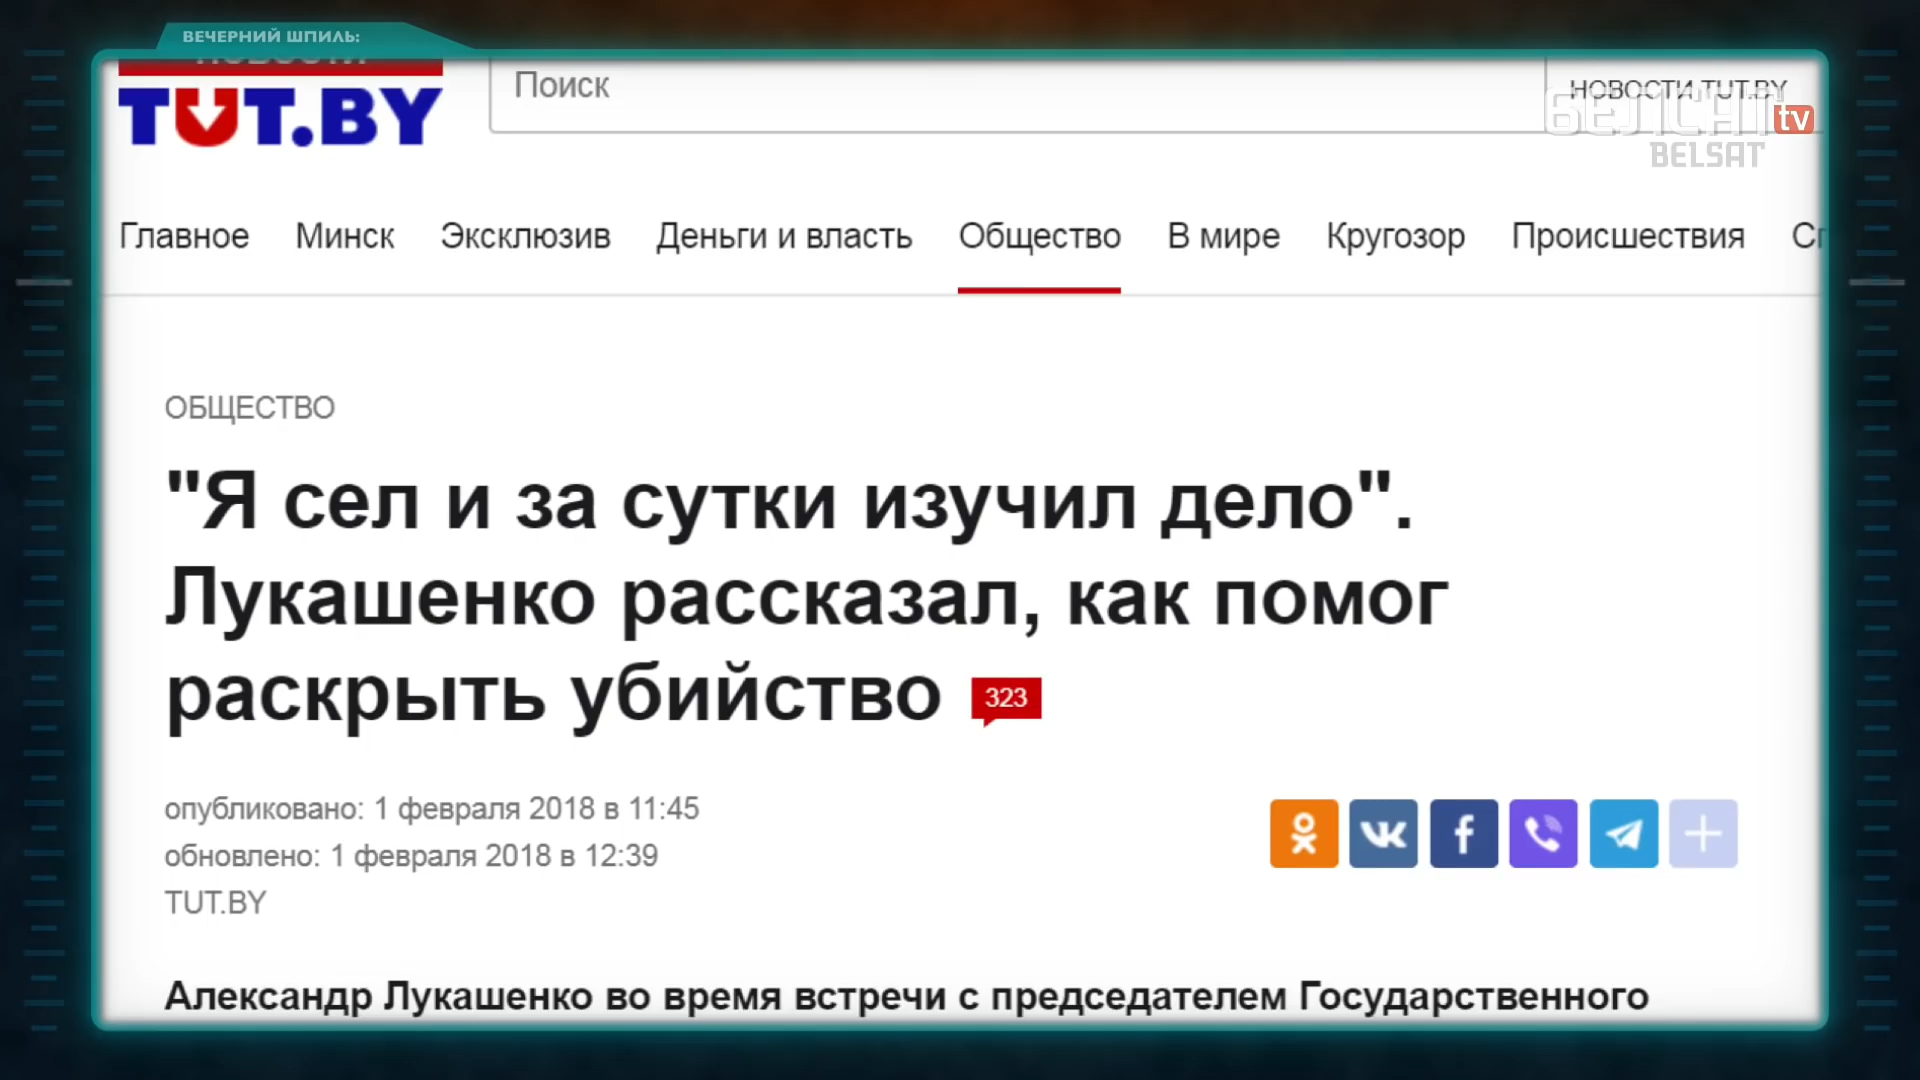 ВЕЧЕРНИЙ ШПИЛЬ:
НОВОСТИ
TUT.BY
Поиск
НОВОСТИ TUT.BY
БЕЛСАТ tv
BELSAT
Главное Минск Эксклюзив Деньги и власть Общество В мире Кругозор Происшествия
ОБЩЕСТВО
"Я сел и за сутки изучил дело".
Лукашенко рассказал, как помог
раскрыть убийство 323
опубликовано: 1 февраля 2018 в 11:45
обновлено: 1 февраля 2018 в 12:39
TUT.BY
Александр Лукашенко во время встречи с председателем Государственного